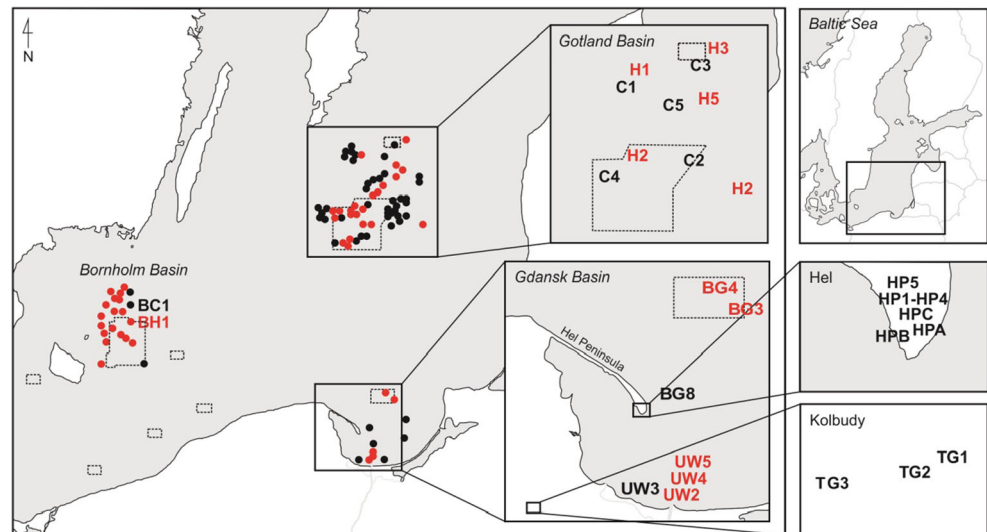 N
Gotland Basin
H3
C3
H1
C1
C5
H5
H2
C2
C4
H2
Baltic Sea
Bornholm Basin
BC1
BH1
Gdansk Basin
BG4
BG3
Hel Peninsula
BG8
UW5
UW4
UW3
UW2
Hel
HP5
HP1-HP4
HPC
HPB
HPA
Kolbudy
TG1
TG2
TG3